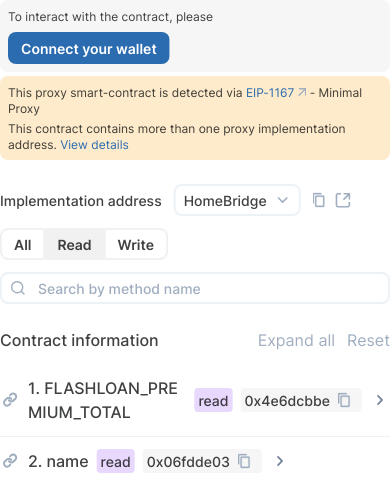 To interact with the contract, please
Connect your wallet
This proxy smart-contract is detected via EIP-1167 - Minimal
Proxy
This contract contains more than one proxy implementation
address. View details
Implementation address HomeBridge
All Read Write
Search by method name
Contract information Expand all Reset
1. FLASHLOAN_PRE
MIUM_TOTAL read 0x4e6dcbbe
2. name read 0x06fdde03